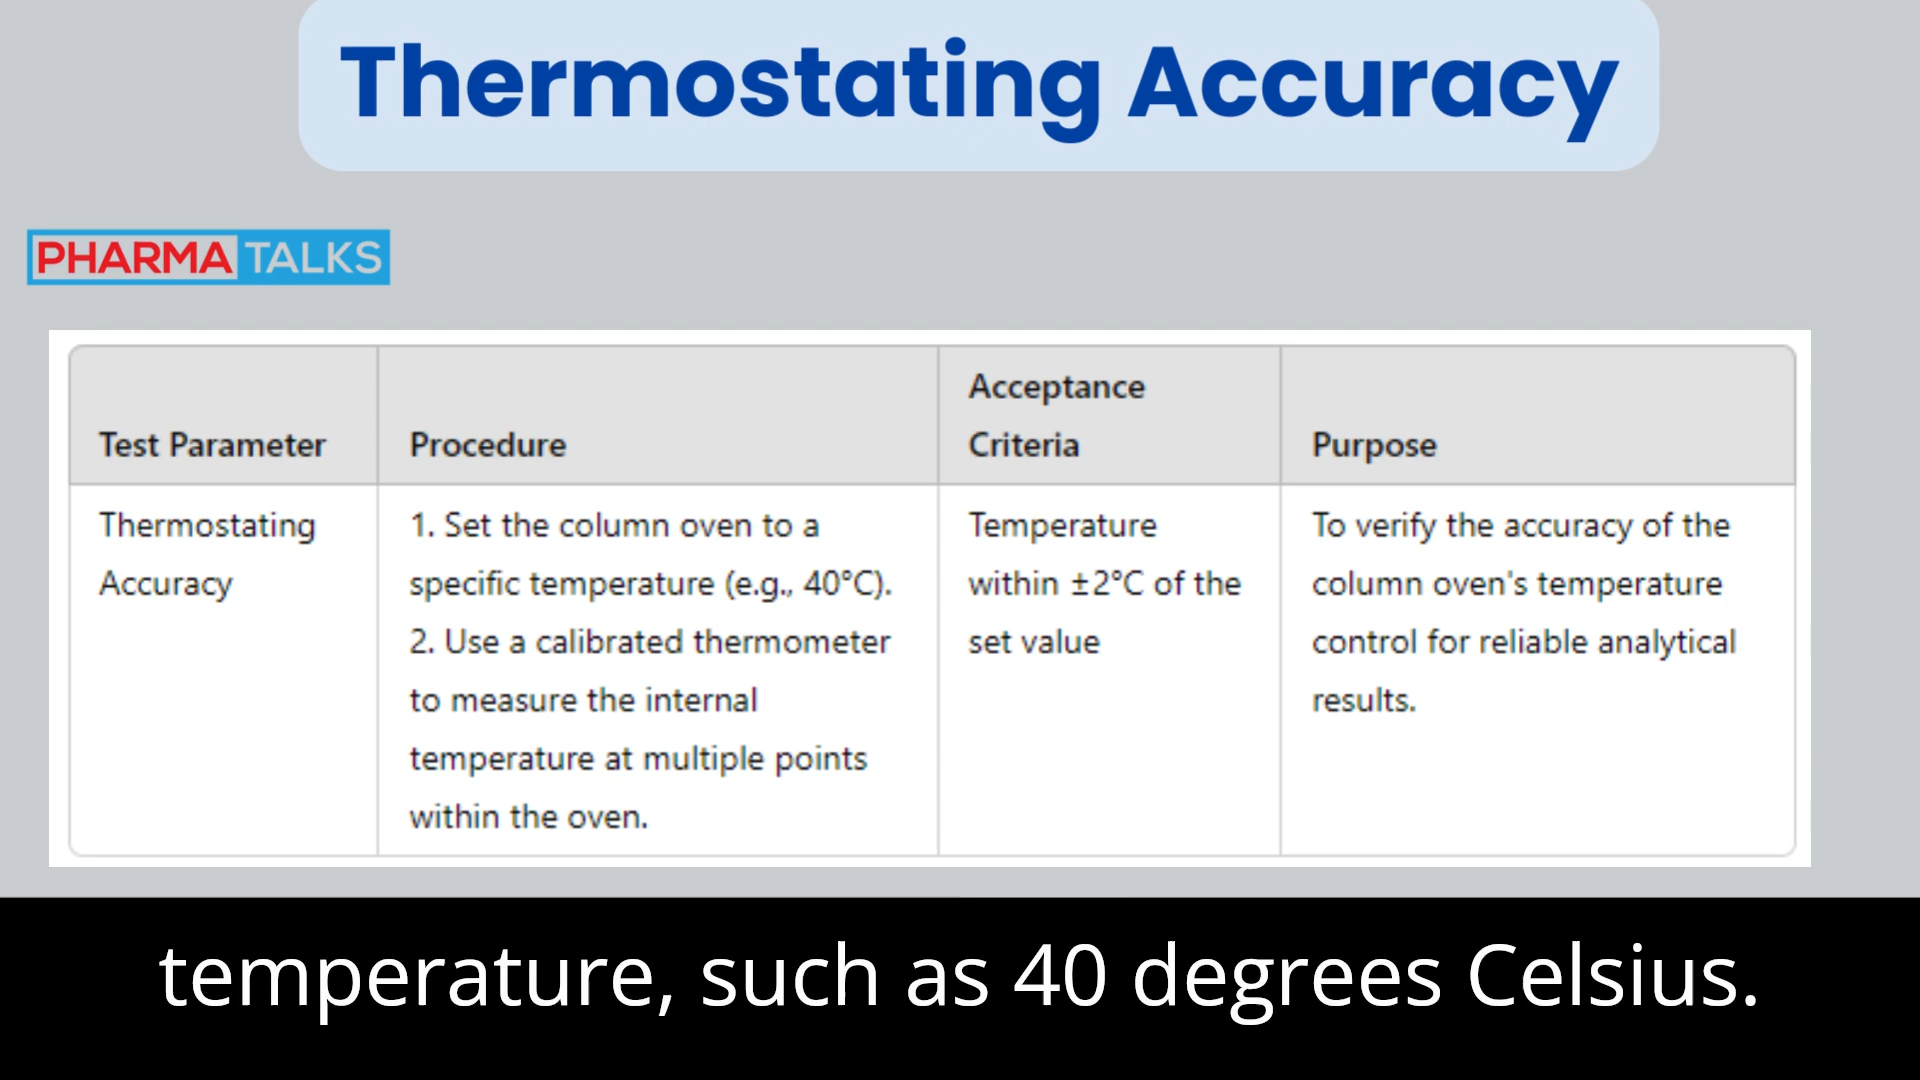 Thermostating Accuracy
PHARMA TALKS
Test Parameter
Procedure
Acceptance
Criteria
Purpose
Thermostating
Accuracy
1. Set the column oven to a
specific temperature (e.g., 40°C).
2. Use a calibrated thermometer
to measure the internal
temperature at multiple points
within the oven.
Temperature
within ±2°C of the
set value
To verify the accuracy of the
column oven's temperature
control for reliable analytical
results.
temperature, such as 40 degrees Celsius.